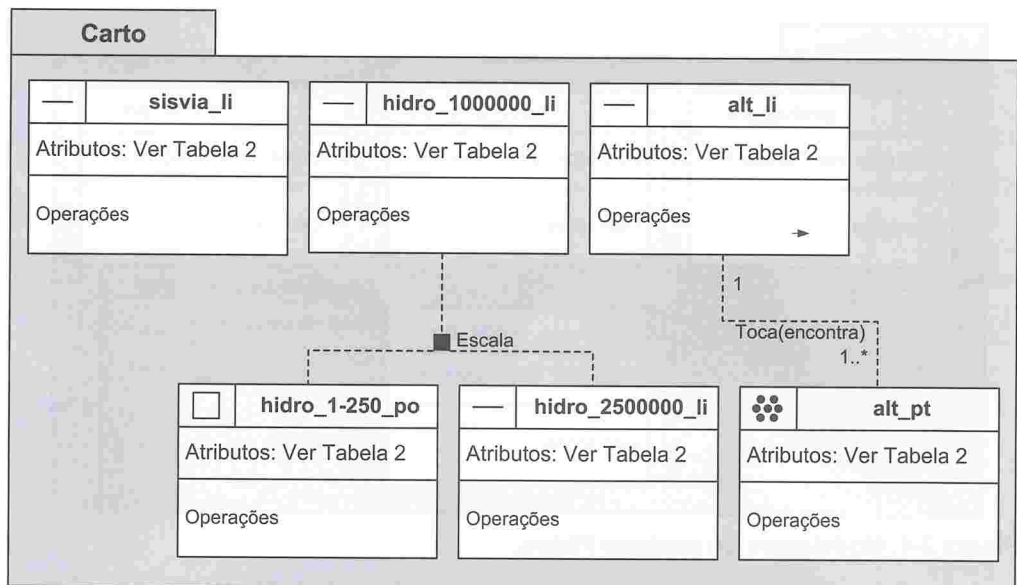 Carto
sisvia_li
Atributos: Ver Tabela 2
Operações
hidro_1000000_li
Atributos: Ver Tabela 2
Operações
alt_li
Atributos: Ver Tabela 2
Operações
Escala
1
Toca(encontra)
1..*
hidro_1-250_po
Atributos: Ver Tabela 2
Operações
hidro_2500000_li
Atributos: Ver Tabela 2
Operações
alt_pt
Atributos: Ver Tabela 2
Operações